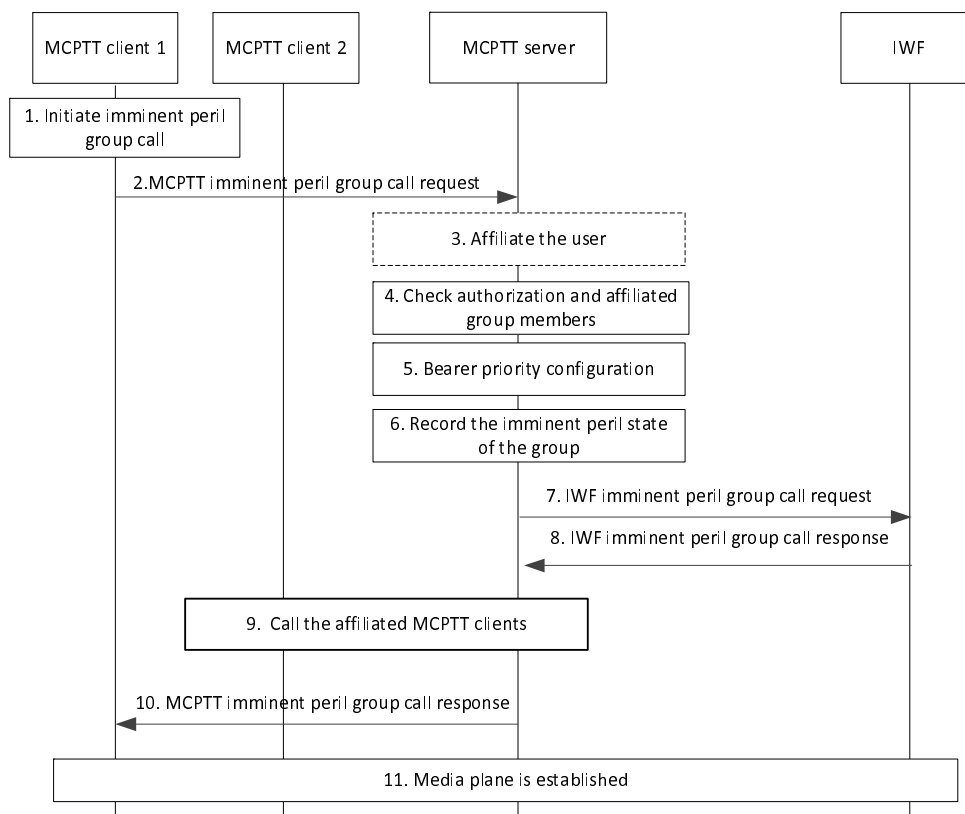 MCPTT client 1
MCPTT client 2
MCPTT server
IWF
1. Initiate imminent peril
group call
2.MCPTT imminent peril group call request
3. Affiliate the user
4. Check authorization and affiliated
group members
5. Bearer priority configuration
6. Record the imminent peril state
of the group
7. IWF imminent peril group call request
8. IWF imminent peril group call response
9. Call the affiliated MCPTT clients
10. MCPTT imminent peril group call response
11. Media plane is established